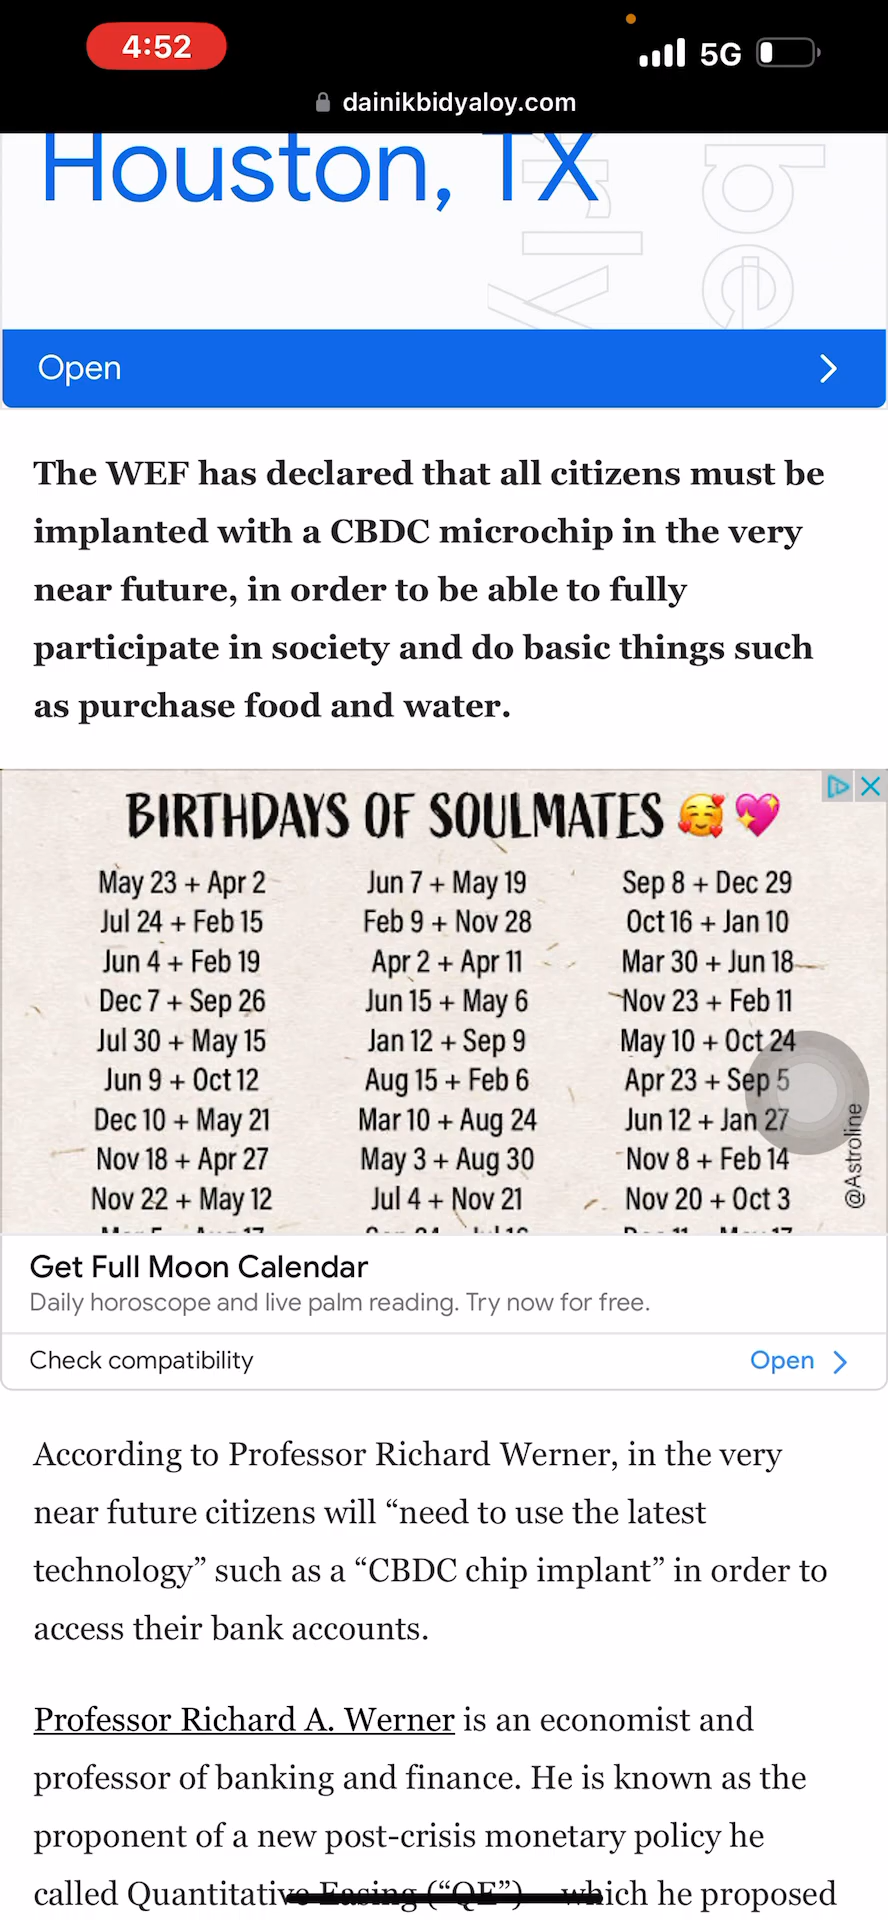 4:52
5G
dainikbidyaloy.com
Houston, TX
rly
be
Open
The WEF has declared that all citizens must be
implanted with a CBDC microchip in the very
near future, in order to be able to fully
participate in society and do basic things such
as purchase food and water.
BIRTHDAYS OF SOULMATES 🥰 💖
May 23 + Apr 2
Jul 24 + Feb 15
Jun 4 + Feb 19
Dec 7 + Sep 26
Jul 30 + May 15
Jun 9 + Oct 12
Dec 10 + May 21
Nov 18 + Apr 27
Nov 22 + May 12
Jun 7 + May 19
Feb 9 + Nov 28
Apr 2 + Apr 11
Jun 15 + May 6
Jan 12 + Sep 9
Aug 15 + Feb 6
Mar 10 + Aug 24
May 3 + Aug 30
Jul 4 + Nov 21
Sep 8 + Dec 29
Oct 16 + Jan 10
Mar 30 + Jun 18
Nov 23 + Feb 11
May 10 + Oct 24
Apr 23 + Sep 5
Jun 12 + Jan 27
Nov 8 + Feb 14
Nov 20 + Oct 3
@Astroline
Get Full Moon Calendar
Daily horoscope and live palm reading. Try now for free.
Check compatibility
Open
According to Professor Richard Werner, in the very
near future citizens will “need to use the latest
technology” such as a “CBDC chip implant” in order to
access their bank accounts.
Professor Richard A. Werner is an economist and
professor of banking and finance. He is known as the
proponent of a new post-crisis monetary policy he
called Quantitative Easing (“QE”) — which he proposed